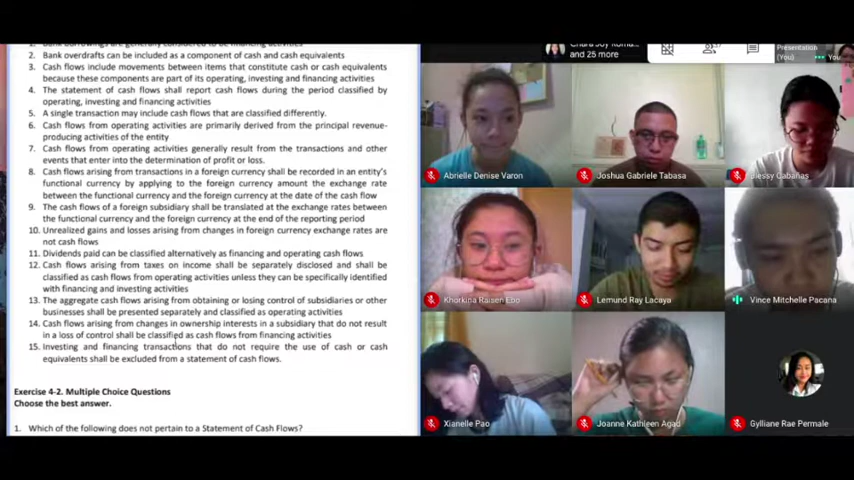 1. Bank borrowings are generally considered to be financing activities
2. Bank overdrafts can be included as a component of cash and cash equivalents
3. Cash flows include movements between items that constitute cash or cash equivalents
because these components are part of its operating, investing and financing activities
4. The statement of cash flows shall report cash flows during the period classified by
operating, investing and financing activities
5. A single transaction may include cash flows that are classified differently.
6. Cash flows from operating activities are primarily derived from the principal revenue-
producing activities of the entity
7. Cash flows from operating activities generally result from the transactions and other
events that enter into the determination of profit or loss.
8. Cash flows arising from transactions in a foreign currency shall be recorded in an entity's
functional currency by applying to the foreign currency amount the exchange rate
between the functional currency and the foreign currency at the date of the cash flow
9. The cash flows of a foreign subsidiary shall be translated at the exchange rates between
the functional currency and the foreign currency at the end of the reporting period
10. Unrealized gains and losses arising from changes in foreign currency exchange rates are
not cash flows
11. Dividends paid can be classified alternatively as financing and operating cash flows
12. Cash flows arising from taxes on income shall be separately disclosed and shall be
classified as cash flows from operating activities unless they can be specifically identified
with financing and investing activities
13. The aggregate cash flows arising from obtaining or losing control of subsidiaries or other
businesses shall be presented separately and classified as operating activities
14. Cash flows arising from changes in ownership interests in a subsidiary that do not result
in a loss of control shall be classified as cash flows from financing activities
15. Investing and financing transactions that do not require the use of cash or cash
equivalents shall be excluded from a statement of cash flows.
Exercise 4-2. Multiple Choice Questions
Choose the best answer.
1. Which of the following does not pertain to a Statement of Cash Flows?
and 25 more
Presentation
(You)
You
Abrielle Denise Varon
Joshua Gabriele Tabasa
Blessy Cabañas
Khorkina Raisen Ebo
Lemund Ray Lacaya
Vince Mitchelle Pacana
Xianelle Pao
Joanne Kathleen Agad
Gylliane Rae Permale